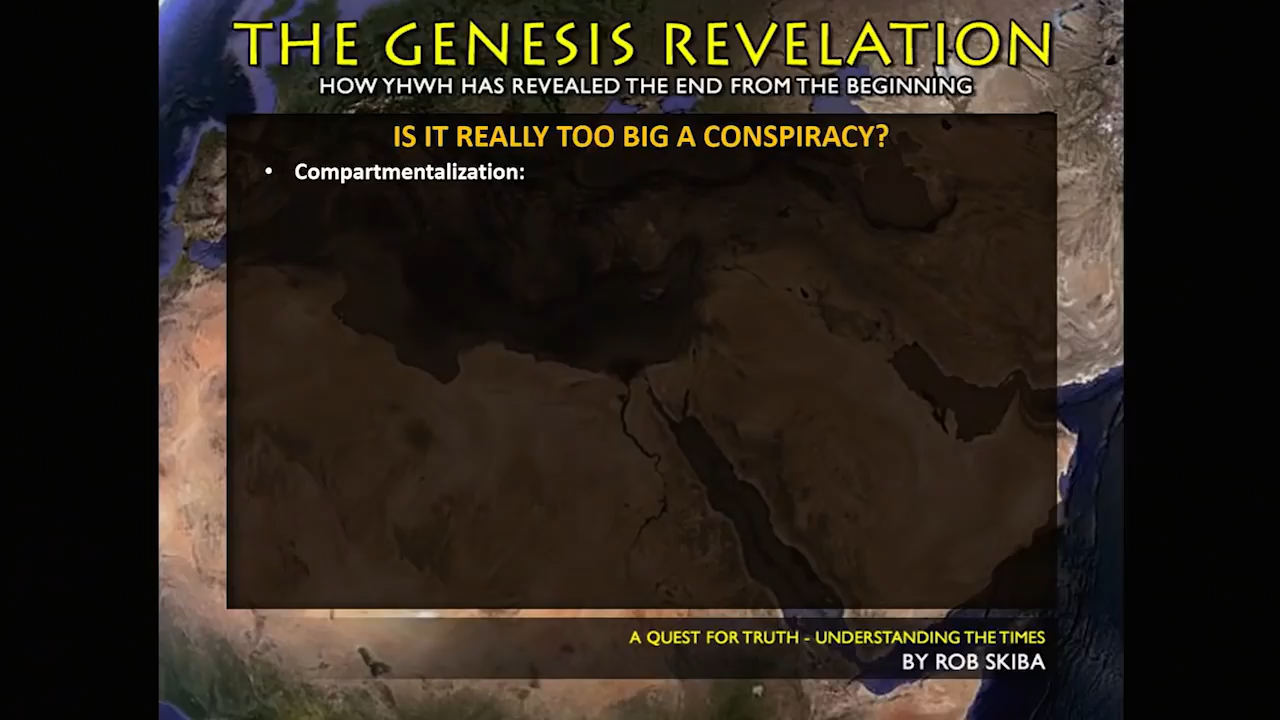 THE GENESIS REVELATION
HOW YHWH HAS REVEALED THE END FROM THE BEGINNING
IS IT REALLY TOO BIG A CONSPIRACY?
• Compartmentalization:
A QUEST FOR TRUTH - UNDERSTANDING THE TIMES
BY ROB SKIBA